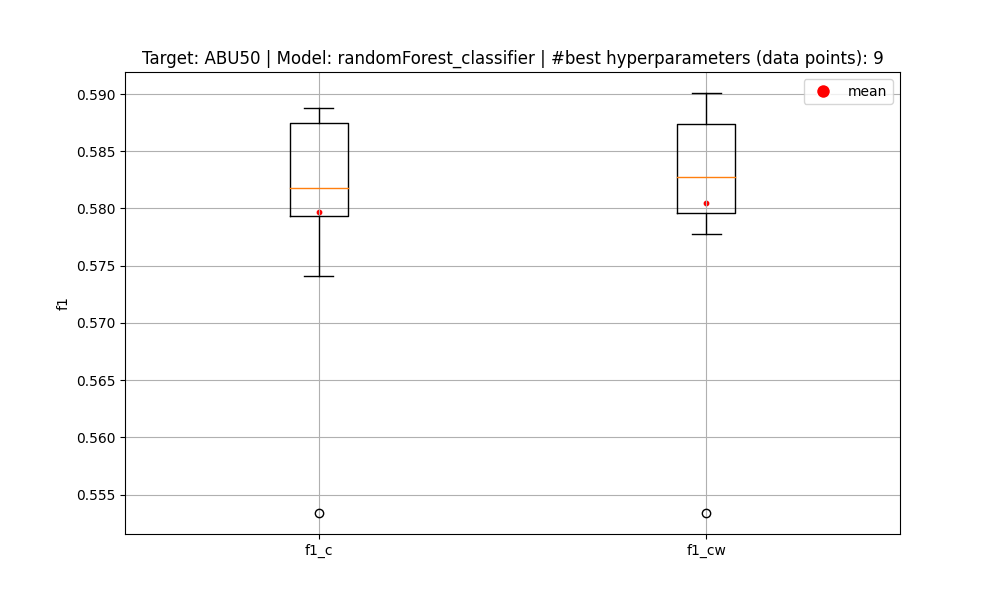 Target: ABU50 | Model: randomForest_classifier | #best hyperparameters (data points): 9
mean
0.590
0.585
0.580
0.575
0.570
0.565
0.560
0.555
f1
f1_c
f1_cw